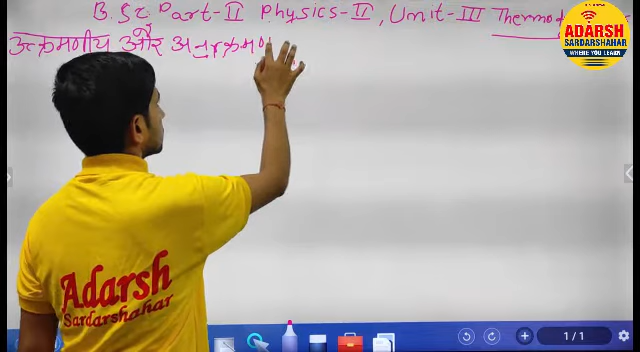 B.Sc. Part-II Physics-II, Unit-III Thermod
उत्क्रमणीय और अनुत्क्रमण
ADARSH
SARDARSHAHAR
WHERE YOU LEARN
Adarsh
Sardarshahar
1/1